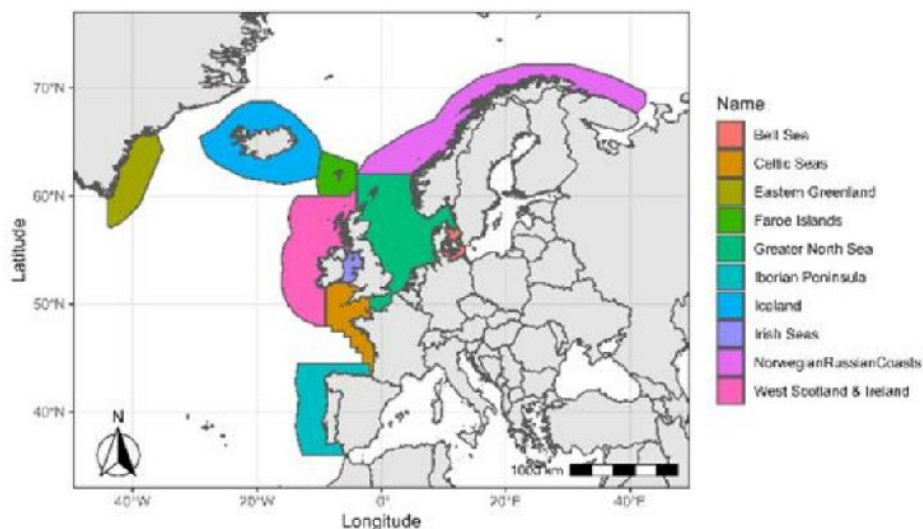 70°N
60°N
50°N
40°N
Latitude
N
1000 km
40°W
20°W
0°
20°E
40°E
Longitude
Name
Belt Sea
Celtic Seas
Eastern Greenland
Faroe Islands
Greater North Sea
Iborian Peninsula
Iceland
Irish Seas
NorwegianRussianCoasts
West Scotland & Ireland